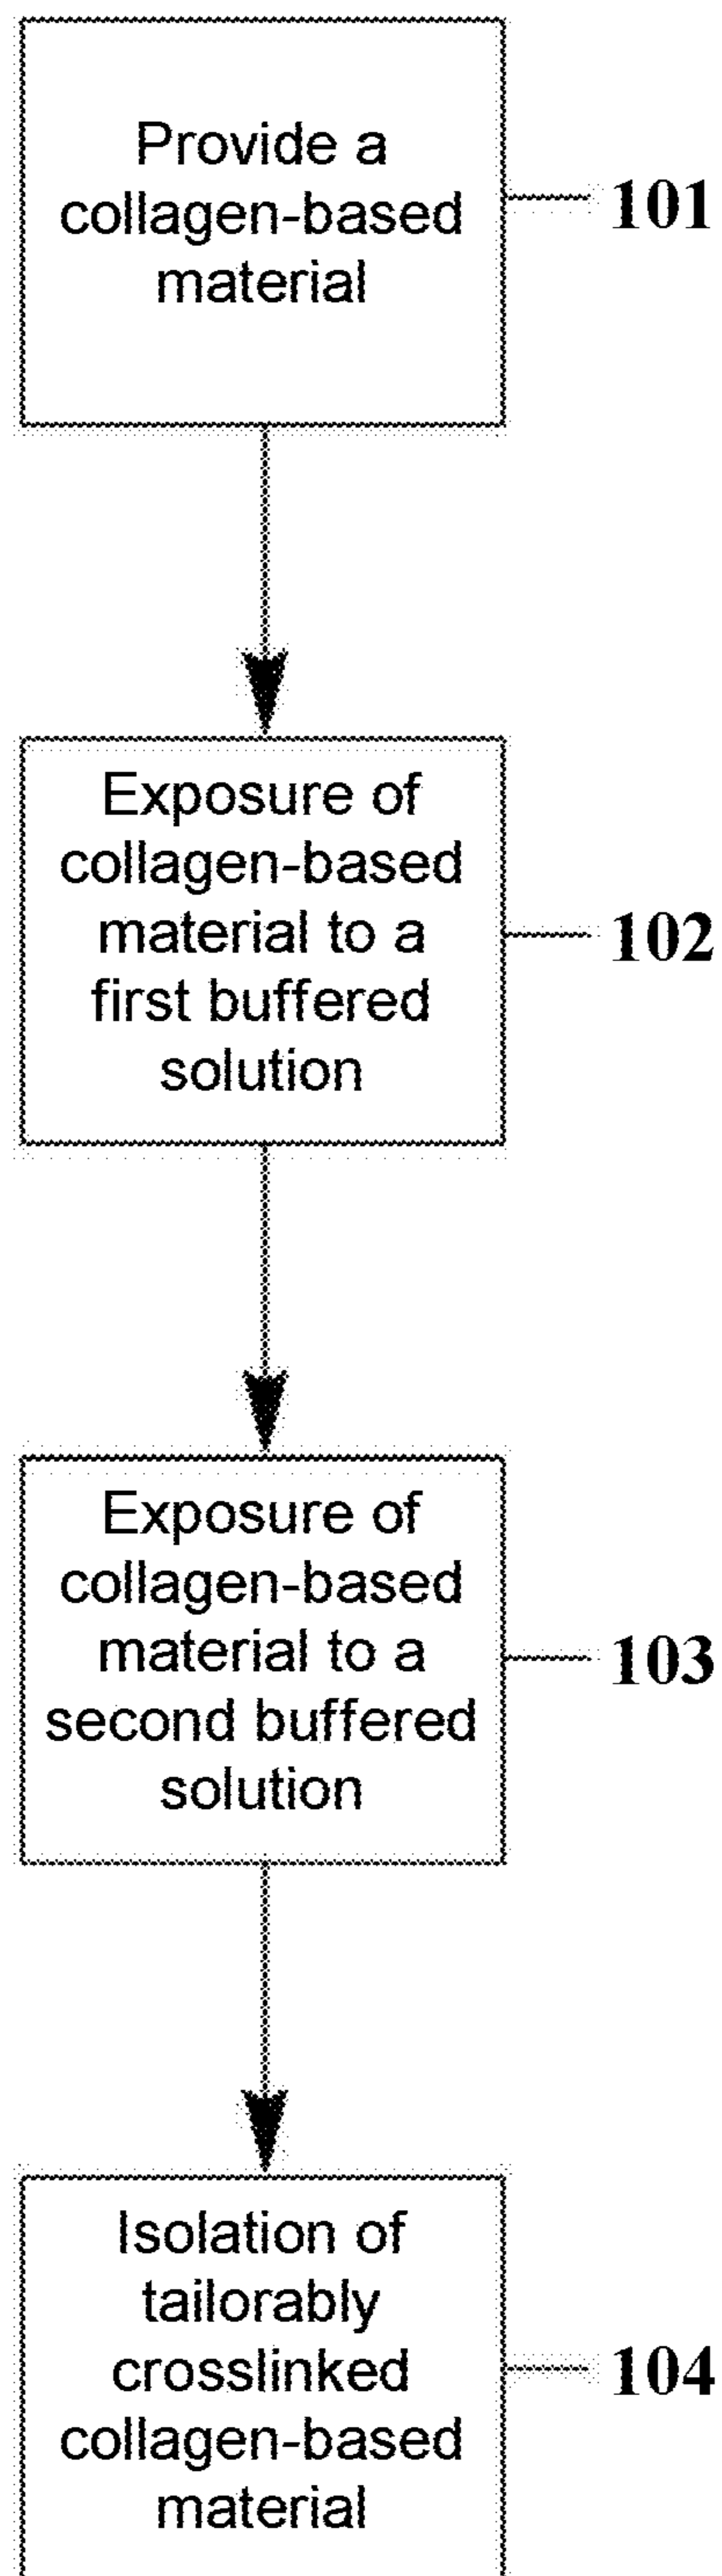 Provide a
collagen-based
material
101
Exposure of
collagen-based
material to a
first buffered
solution
102
Exposure of
collagen-based
material to a
second buffered
solution
103
Isolation of
tailorably
crosslinked
collagen-based
material
104